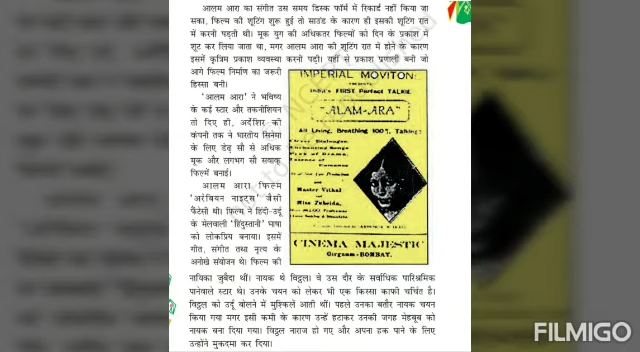 आलम आरा का संगीत उस समय डिस्क फॉर्म में रिकार्ड नहीं किया जा
सका, फिल्म की शूटिंग शुरू हुई तो साउंड के कारण ही इसकी शूटिंग रात
में करनी पड़ती थी। मूक युग की अधिकतर फिल्मों को दिन के प्रकाश में
शूट कर लिया जाता था, मगर आलम आरा की शूटिंग रात में होने के कारण
इसमें कृत्रिम प्रकाश व्यवस्था करनी पड़ी। यहीं से प्रकाश प्रणाली बनी जो
आगे फिल्म निर्माण का जरूरी
हिस्सा बनी।
'आलम आरा' ने भविष्य
के कई स्टार और तकनीशियन
तो दिए ही, अर्देशिर की
कंपनी तक ने भारतीय सिनेमा
के लिए डेढ़ सौ से अधिक
मूक और लगभग सौ सवाक्
फिल्में बनाईं।
आलम आरा फिल्म
'अरेबियन नाइट्स' जैसी
फैंटेसी थी। फिल्म ने हिंदी-उर्दू
के मेलवाली 'हिंदुस्तानी' भाषा
को लोकप्रिय बनाया। इसमें
गीत, संगीत तथा नृत्य के
अनोखे संयोजन थे। फिल्म की
IMPERIAL MOVITON
India's FIRST Perfect TALKIE
"ALAM-ARA"
All Living, Breathing 100% Talking
Master Vithal
and
Miss Zubeida,
CINEMA MAJESTIC
Girgaum - BOMBAY.
नायिका जुबैदा थीं। नायक थे विट्ठल। वे उस दौर के सर्वाधिक पारिश्रमिक
पानेवाले स्टार थे। उनके चयन को लेकर भी एक किस्सा काफी चर्चित है।
विट्ठल को उर्दू बोलने में मुश्किलें आती थीं। पहले उनका बतौर नायक चयन
किया गया मगर इसी कमी के कारण उन्हें हटाकर उनकी जगह मेहबूब को
नायक बना दिया गया। विट्ठल नाराज़ हो गए और अपना हक पाने के लिए
उन्होंने मुकदमा कर दिया।
FILMIGO